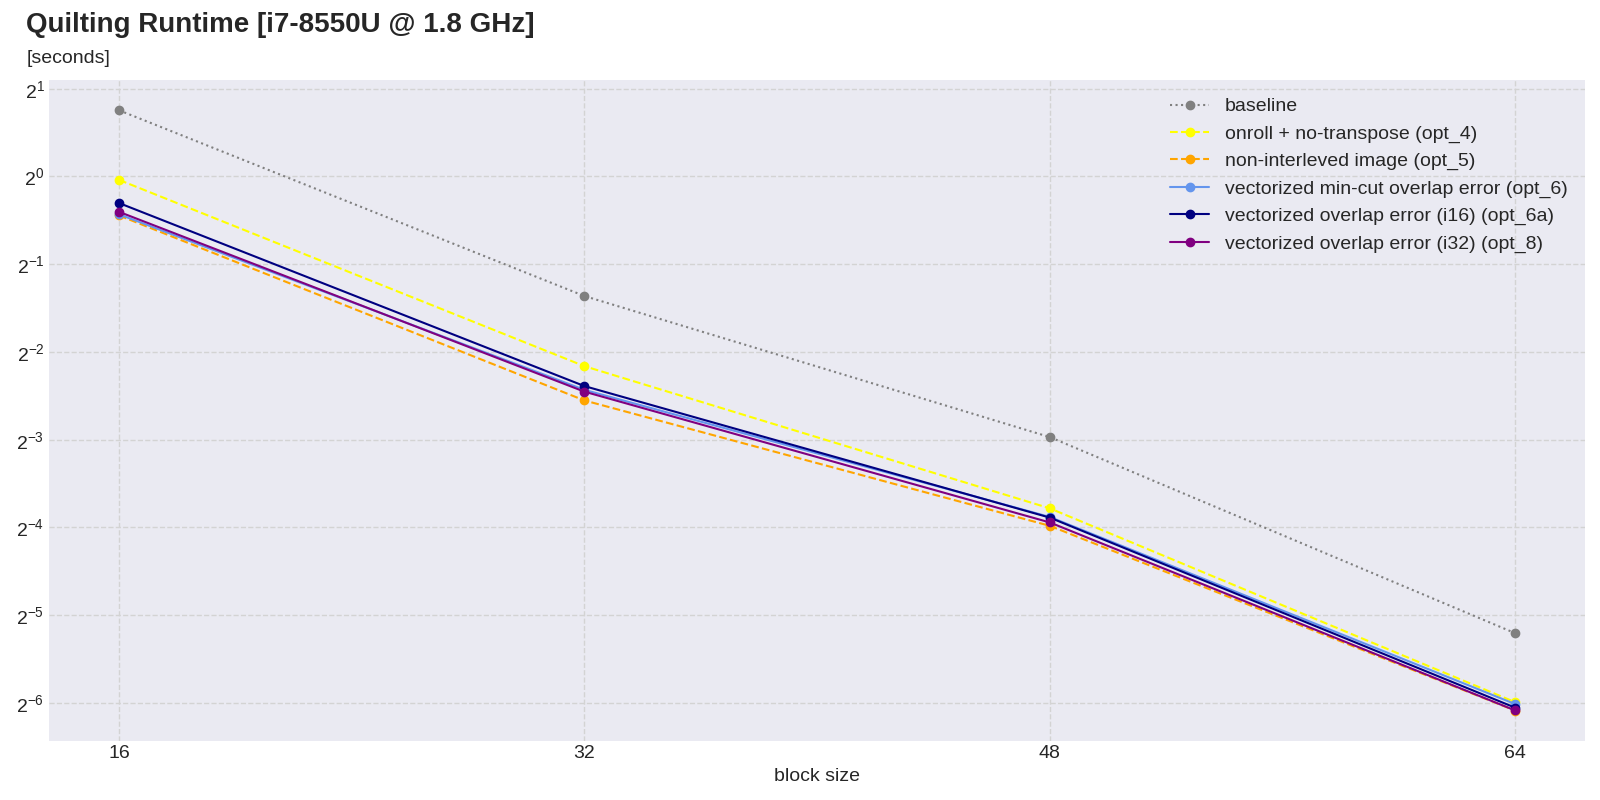 Quilting Runtime [i7-8550U @ 1.8 GHz]
[seconds]
2¹
2⁰
2⁻¹
2⁻²
2⁻³
2⁻⁴
2⁻⁵
2⁻⁶
baseline
onroll + no-transpose (opt_4)
non-interleved image (opt_5)
vectorized min-cut overlap error (opt_6)
vectorized overlap error (i16) (opt_6a)
vectorized overlap error (i32) (opt_8)
16 32 48 64
block size